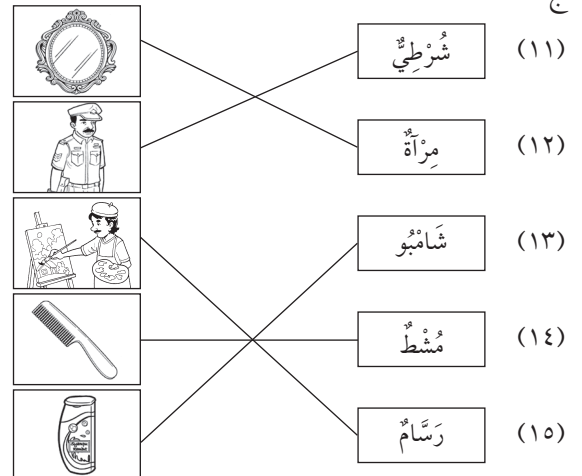 ج
(١١) شُرْطِيٌّ
(١٢) مِرْآةٌ
(١٣) شَامْبُو
(١٤) مُشْطٌ
(١٥) رَسَّامٌ